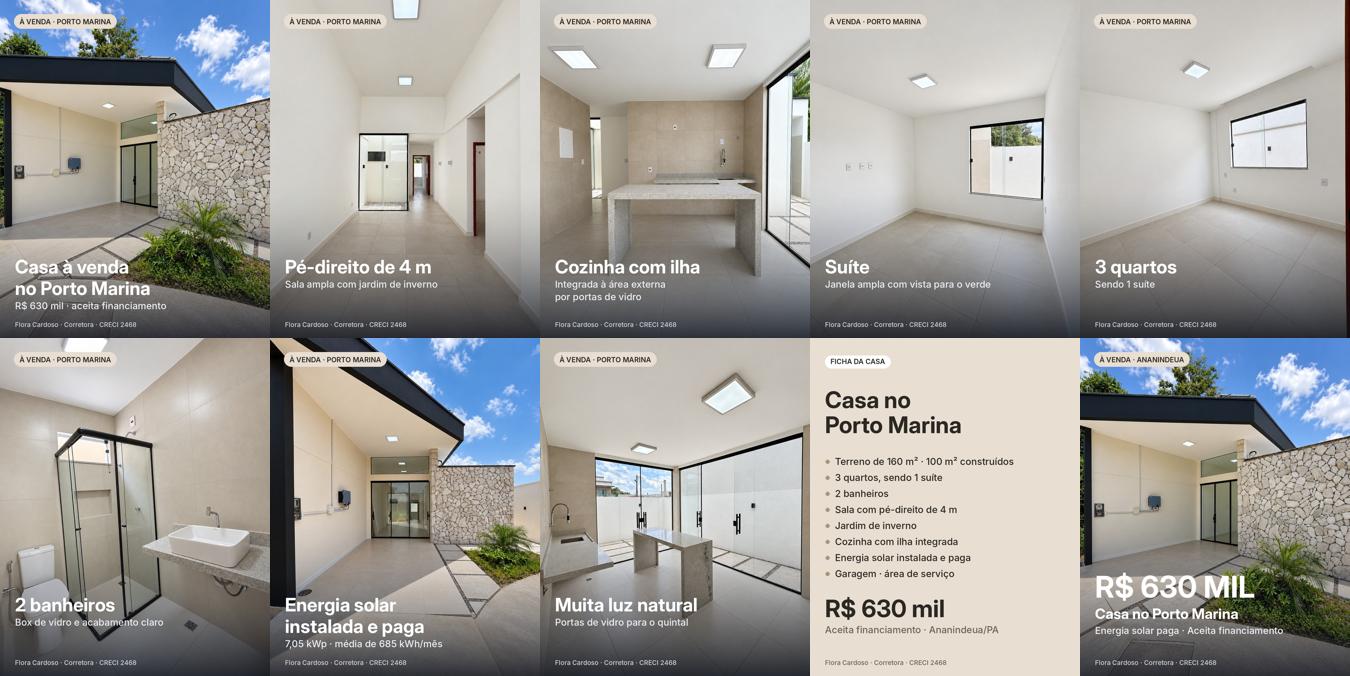 À VENDA · PORTO MARINA
Casa à venda
no Porto Marina
R$ 630 mil · aceita financiamento
Flora Cardoso · Corretora · CRECI 2468
À VENDA · PORTO MARINA
Pé-direito de 4 m
Sala ampla com jardim de inverno
Flora Cardoso · Corretora · CRECI 2468
À VENDA · PORTO MARINA
Cozinha com ilha
Integrada à área externa
por portas de vidro
Flora Cardoso · Corretora · CRECI 2468
À VENDA · PORTO MARINA
Suíte
Janela ampla com vista para o verde
Flora Cardoso · Corretora · CRECI 2468
À VENDA · PORTO MARINA
3 quartos
Sendo 1 suíte
Flora Cardoso · Corretora · CRECI 2468
À VENDA · PORTO MARINA
2 banheiros
Box de vidro e acabamento claro
Flora Cardoso · Corretora · CRECI 2468
À VENDA · PORTO MARINA
Energia solar
instalada e paga
7,05 kWp · média de 685 kWh/mês
Flora Cardoso · Corretora · CRECI 2468
À VENDA · PORTO MARINA
Muita luz natural
Portas de vidro para o quintal
Flora Cardoso · Corretora · CRECI 2468
FICHA DA CASA
Casa no
Porto Marina
Terreno de 160 m² · 100 m² construídos
3 quartos, sendo 1 suíte
2 banheiros
Sala com pé-direito de 4 m
Jardim de inverno
Cozinha com ilha integrada
Energia solar instalada e paga
Garagem · área de serviço
R$ 630 mil
Aceita financiamento · Ananindeua/PA
Flora Cardoso · Corretora · CRECI 2468
À VENDA · ANANINDEUA
R$ 630 MIL
Casa no Porto Marina
Energia solar paga · Aceita financiamento
Flora Cardoso · Corretora · CRECI 2468